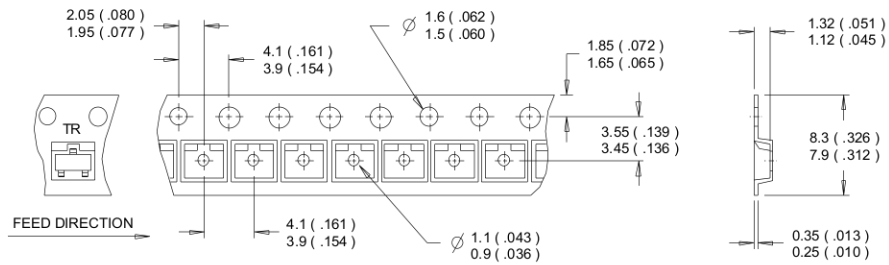 2.05 ( .080 )
1.95 ( .077 )
4.1 ( .161 )
3.9 ( .154 )
1.6 ( .062 )
1.5 ( .060 )
1.85 ( .072 )
1.65 ( .065 )
1.32 ( .051 )
1.12 ( .045 )
TR
3.55 ( .139 )
3.45 ( .136 )
8.3 ( .326 )
7.9 ( .312 )
FEED DIRECTION
4.1 ( .161 )
3.9 ( .154 )
1.1 ( .043 )
0.9 ( .036 )
0.35 ( .013 )
0.25 ( .010 )